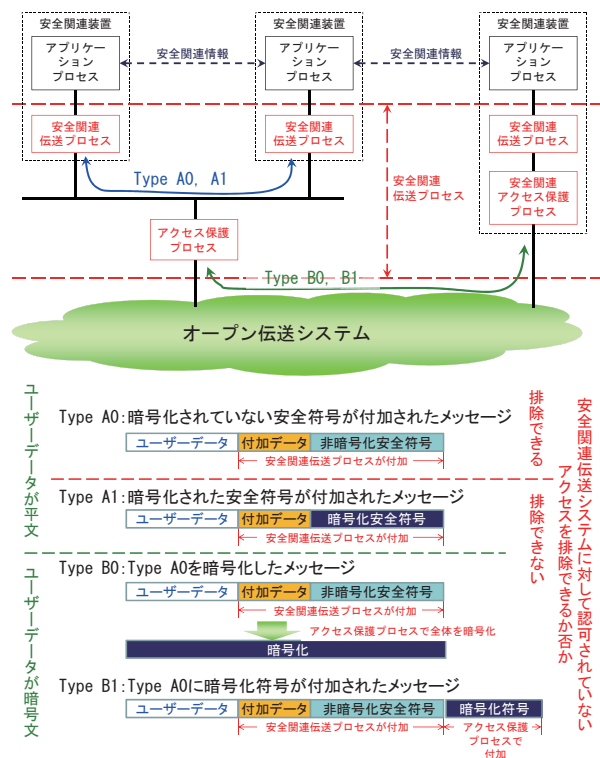 安全関連装置
安全関連装置
安全関連装置
アプリケー
ション
プロセス
安全関連情報
アプリケー
ション
プロセス
安全関連情報
アプリケー
ション
プロセス
安全関連
伝送プロセス
安全関連
伝送プロセス
安全関連
伝送プロセス
Type A0, A1
安全関連
伝送プロセス
安全関連
アクセス保護
プロセス
アクセス保護
プロセス
Type B0, B1
オープン伝送システム
ユーザーデータが平文
Type A0:暗号化されていない安全符号が付加されたメッセージ
ユーザーデータ
付加データ
非暗号化安全符号
安全関連伝送プロセスが付加
排除できる
Type A1:暗号化された安全符号が付加されたメッセージ
ユーザーデータ
付加データ
暗号化安全符号
安全関連伝送プロセスが付加
排除できない
安全関連伝送システムに対して認可されていない
アクセスを排除できるか否か
ユーザーデータが暗号文
Type B0:Type A0を暗号化したメッセージ
ユーザーデータ
付加データ
非暗号化安全符号
安全関連伝送プロセスが付加
アクセス保護プロセスで全体を暗号化
暗号化
Type B1:Type A0に暗号化符号が付加されたメッセージ
ユーザーデータ
付加データ
非暗号化安全符号
暗号化符号
安全関連伝送プロセスが付加
アクセス保護
プロセスで
付加